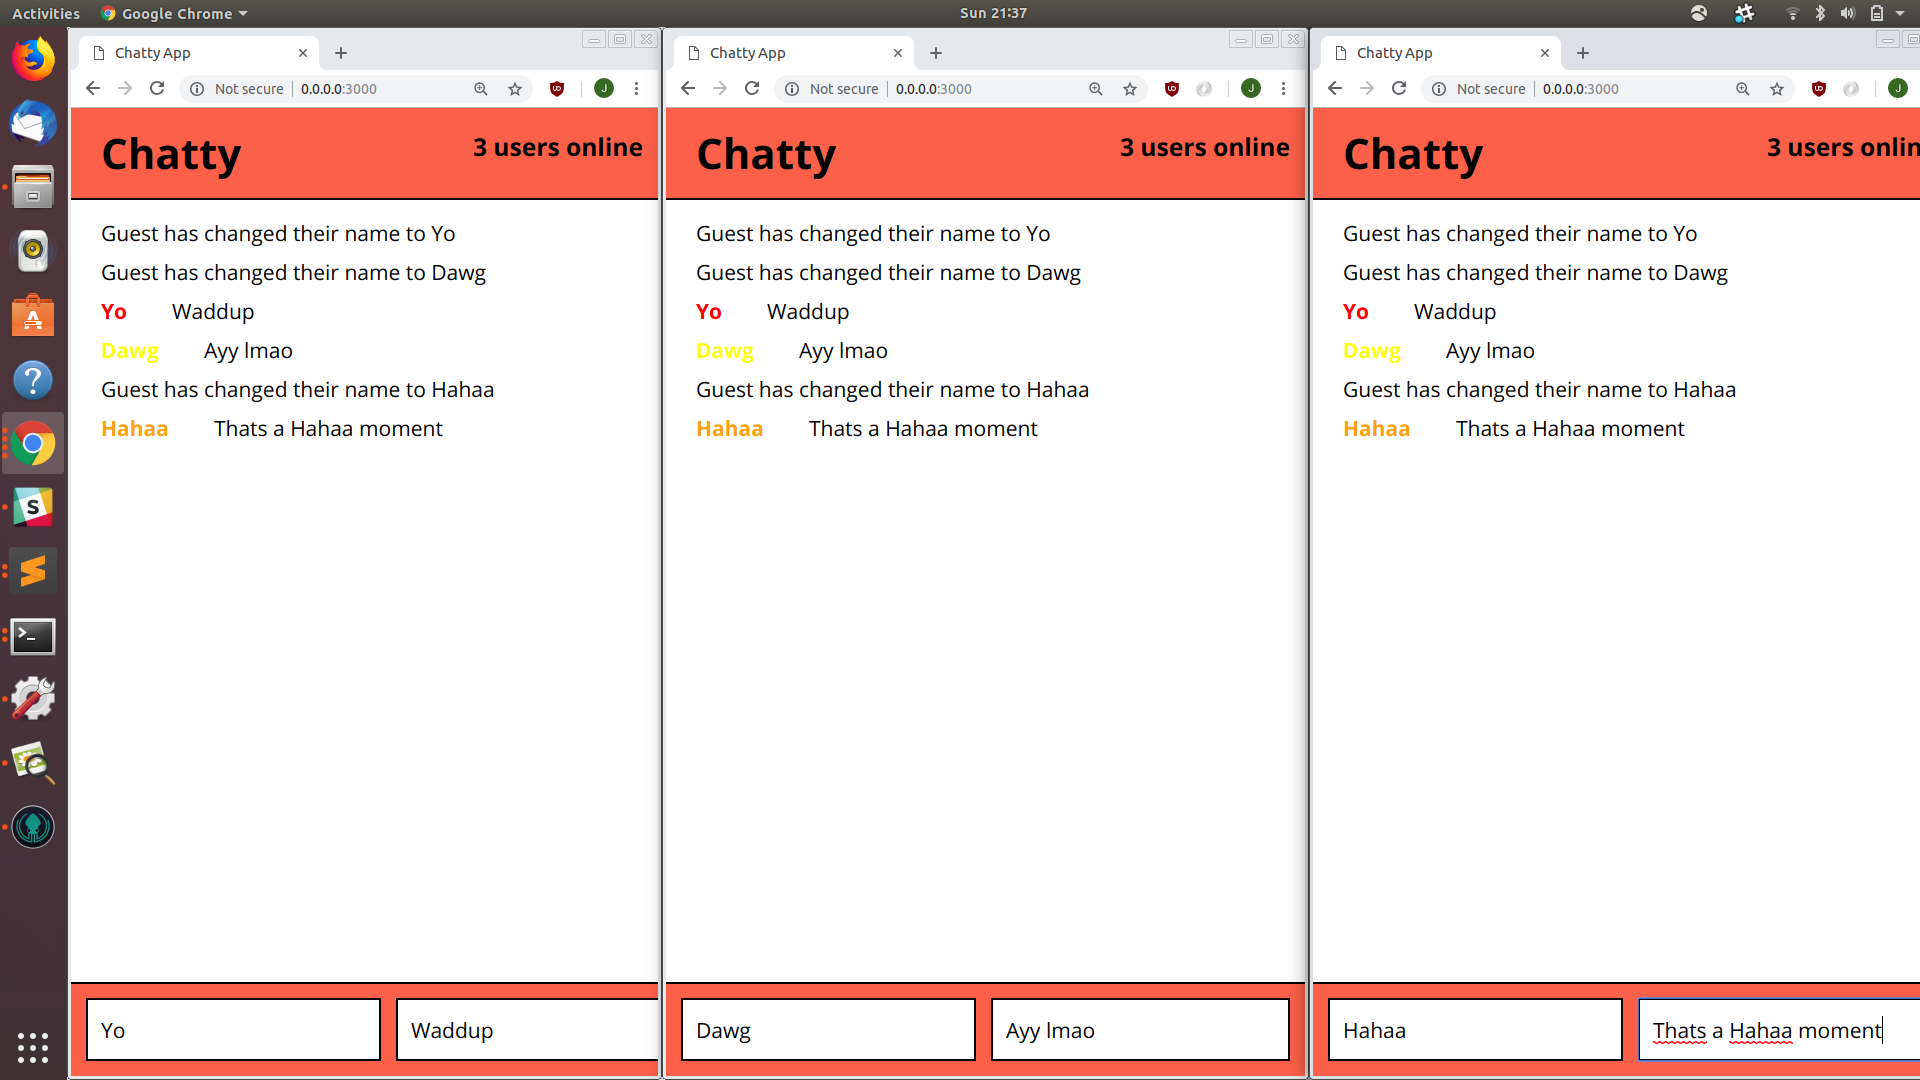 Activities Google Chrome Sun 21:37
Chatty App
Not secure 0.0.0.0:3000 J
Chatty 3 users online
Guest has changed their name to Yo
Guest has changed their name to Dawg
Yo Waddup
Dawg Ayy lmao
Guest has changed their name to Hahaa
Hahaa Thats a Hahaa moment
Yo Waddup
Chatty App
Not secure 0.0.0.0:3000 J
Chatty 3 users online
Guest has changed their name to Yo
Guest has changed their name to Dawg
Yo Waddup
Dawg Ayy lmao
Guest has changed their name to Hahaa
Hahaa Thats a Hahaa moment
Dawg Ayy lmao
Chatty App
Not secure 0.0.0.0:3000 J
Chatty 3 users onlin
Guest has changed their name to Yo
Guest has changed their name to Dawg
Yo Waddup
Dawg Ayy lmao
Guest has changed their name to Hahaa
Hahaa Thats a Hahaa moment
Hahaa Thats a Hahaa moment